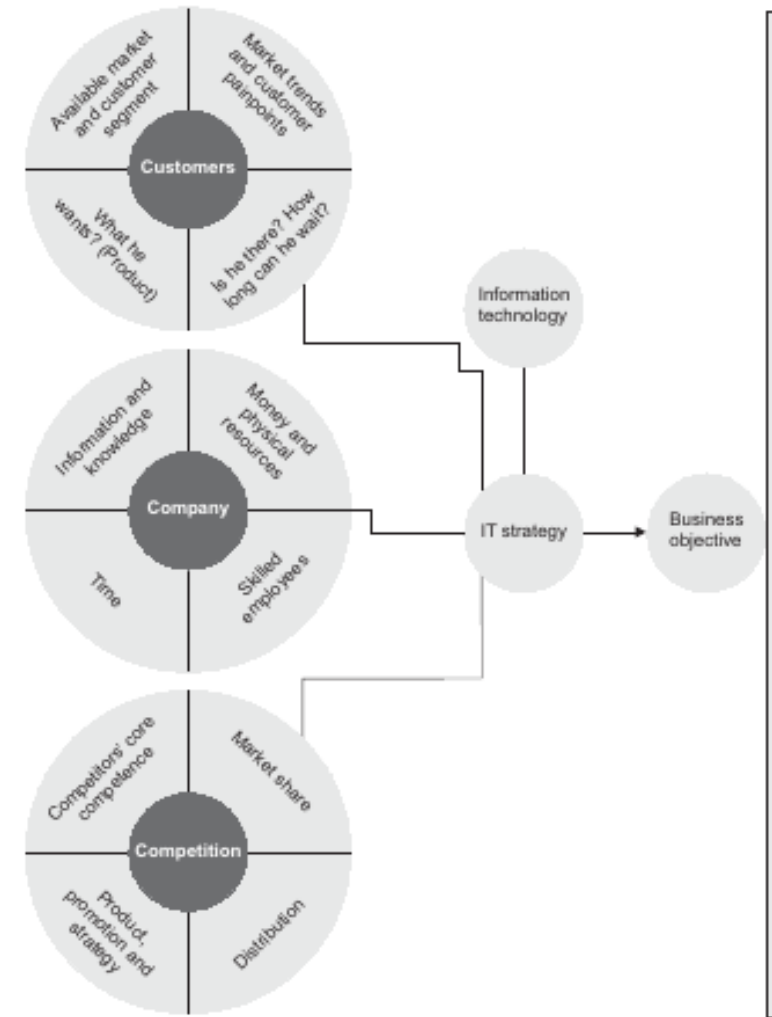 Available market
and customer
segment
Market trends
and customer
painpoints
Customers
What he
wants? (Product)
Is he there? How
long can he wait?
Information
technology
Information and
knowledge
Money and
physical
resources
Company
Time
Skilled
employees
IT strategy
Business
objective
Competitors' core
competence
Market share
Competition
Product,
promotion and
strategy
Distribution